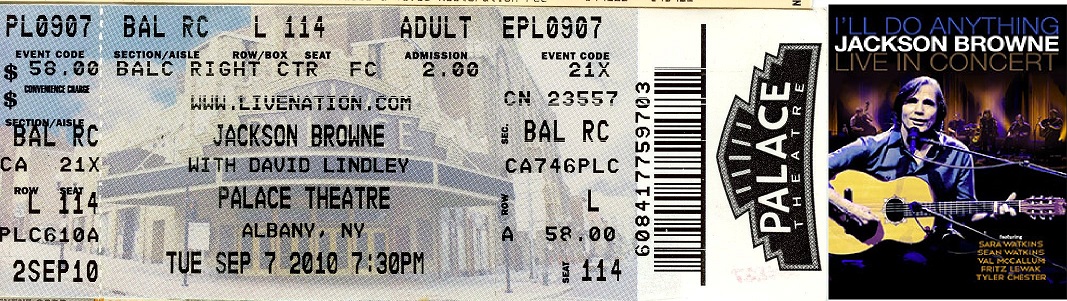 PL0907 BAL RC L 114 ADULT EPL0907
EVENT CODE SECTION/AISLE ROW/BOX SEAT ADMISSION EVENT CODE
$ 58.00 BALC RIGHT CTR FC 2.00 21X
$ CONVENIENCE CHARGE
WWW.LIVENATION.COM CN 23557
SECTION/AISLE
BAL RC JACKSON BROWNE SEC. BAL RC
CA 21X WITH DAVID LINDLEY CA746PLC
ROW SEAT
L 114 PALACE THEATRE ROW L
PLC610A ALBANY, NY A 58.00
2SEP10 TUE SEP 7 2010 7:30PM SEAT 114
6084177759703
PALACE
THEATRE
I'LL DO ANYTHING
JACKSON BROWNE
LIVE IN CONCERT
featuring
SARA WATKINS
SEAN WATKINS
VAL McCALLUM
FRITZ LEWAK
TYLER CHESTER